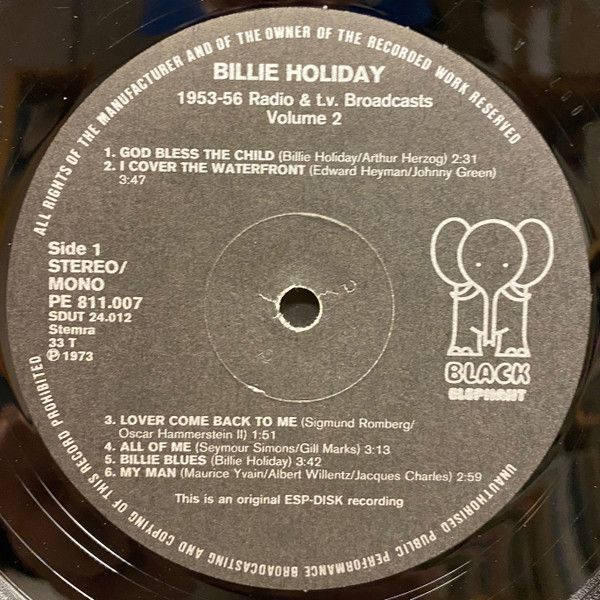 ALL RIGHTS OF THE MANUFACTURER AND OF THE OWNER OF THE RECORDED WORK RESERVED
BILLIE HOLIDAY
1953-56 Radio & t.v. Broadcasts
Volume 2
1. GOD BLESS THE CHILD (Billie Holiday/Arthur Herzog) 2:31
2. I COVER THE WATERFRONT (Edward Heyman/Johnny Green)
3:47
Side 1
STEREO/
MONO
PE 811.007
SDUT 24.012
Stemra
33 T
℗ 1973
BLACK
ELEPHANT
3. LOVER COME BACK TO ME (Sigmund Romberg/
Oscar Hammerstein II) 1:51
4. ALL OF ME (Seymour Simons/Gill Marks) 3:13
5. BILLIE BLUES (Billie Holiday) 3:42
6. MY MAN (Maurice Yvain/Albert Willentz/Jacques Charles) 2:59
This is an original ESP-DISK recording
UNAUTHORISED PUBLIC PERFORMANCE BROADCASTING AND COPYING OF THIS RECORD PROHIBITED